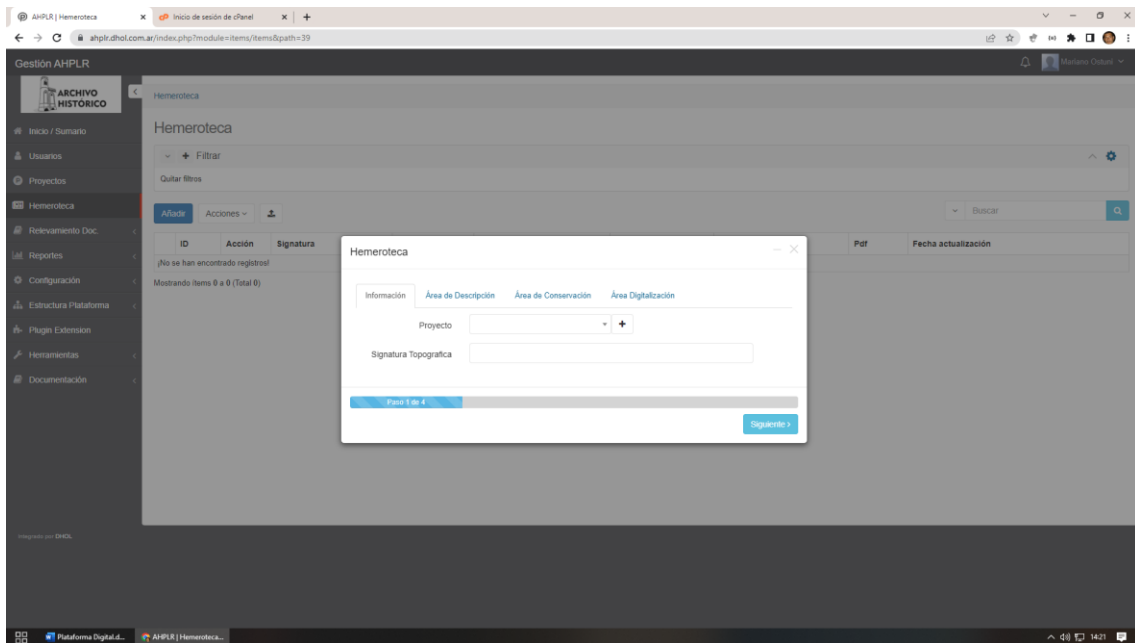 AHPLR | Hemeroteca
Inicio de sesión de cPanel
ahplr.dhol.com.ar/index.php?module=items/items&path=39
Gestión AHPLR
Mariano Ostuni
ARCHIVO
HISTÓRICO
Inicio / Sumario
Usuarios
Proyectos
Hemeroteca
Relevamiento Doc.
Reportes
Configuración
Estructura Plataforma
Plugin Extension
Herramientas
Documentación
Integrado por DHOL
Hemeroteca
Hemeroteca
Filtrar
Quitar filtros
Añadir Acciones Buscar
ID Acción Signatura Pdf Fecha actualización
¡No se han encontrado registros!
Mostrando ítems 0 a 0 (Total 0)
Hemeroteca
Información Área de Descripción Área de Conservación Área Digitalización
Proyecto
Signatura Topografica
Paso 1 de 4
Siguiente >
Plataforma Digital.d... AHPLR | Hemeroteca... 14:21